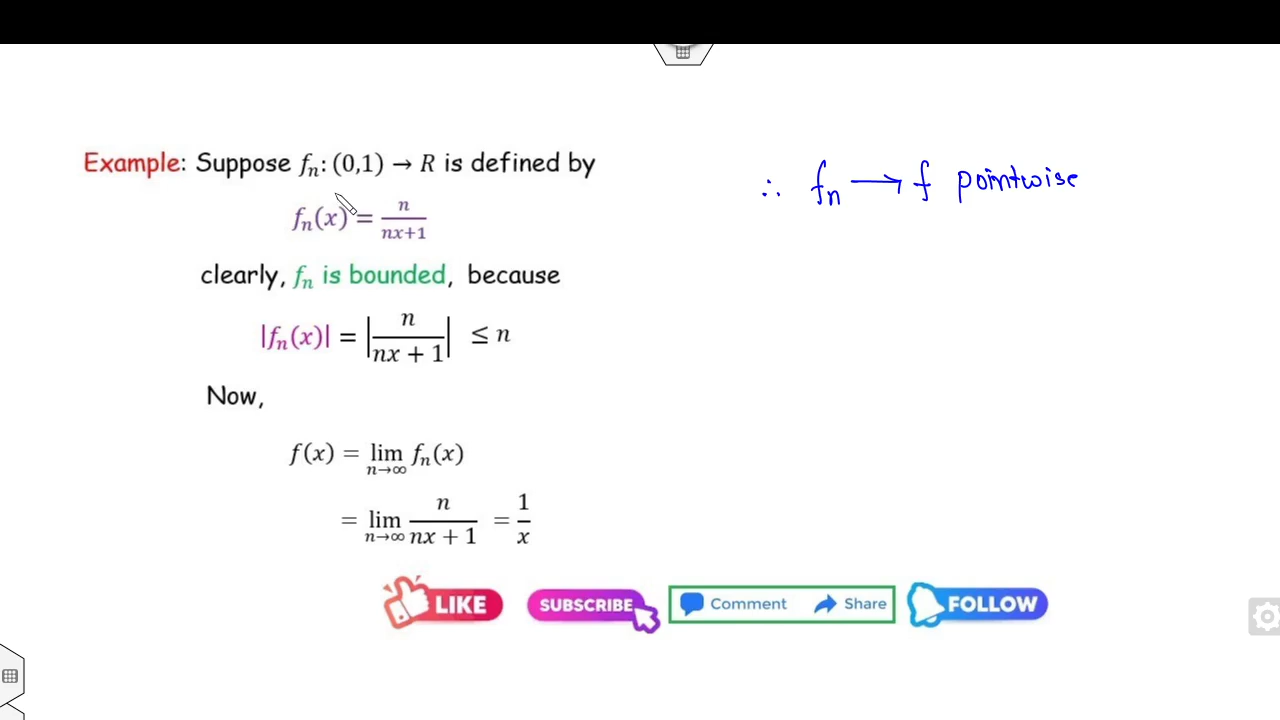 Example: Suppose fₙ: (0,1) → R is defined by
fₙ(x) = n/(nx+1)
clearly, fₙ is bounded, because
|fₙ(x)| = |n/(nx + 1)| ≤ n
Now,
f(x) = lim n→∞ fₙ(x)
= lim n→∞ n/(nx + 1) = 1/x
∴ fₙ → f pointwise
LIKE SUBSCRIBE Comment Share FOLLOW